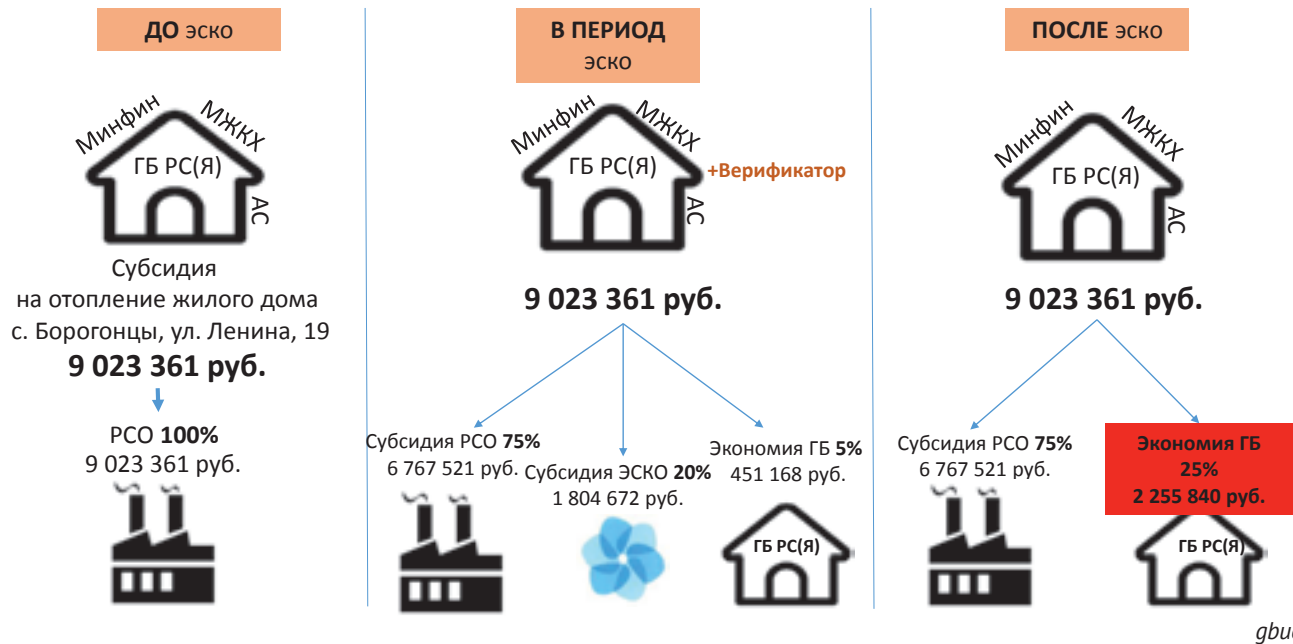 ДО эско
Минфин
МЖКХ
ГБ РС(Я)
АС
Субсидия
на отопление жилого дома
с. Борогонцы, ул. Ленина, 19
9 023 361 руб.
РСО 100%
9 023 361 руб.
В ПЕРИОД
эско
Минфин
МЖКХ
ГБ РС(Я)
+Верификатор
АС
9 023 361 руб.
Субсидия РСО 75%
6 767 521 руб.
Субсидия ЭСКО 20%
1 804 672 руб.
Экономия ГБ 5%
451 168 руб.
ГБ РС(Я)
ПОСЛЕ эско
Минфин
МЖКХ
ГБ РС(Я)
АС
9 023 361 руб.
Субсидия РСО 75%
6 767 521 руб.
Экономия ГБ
25%
2 255 840 руб.
ГБ РС(Я)